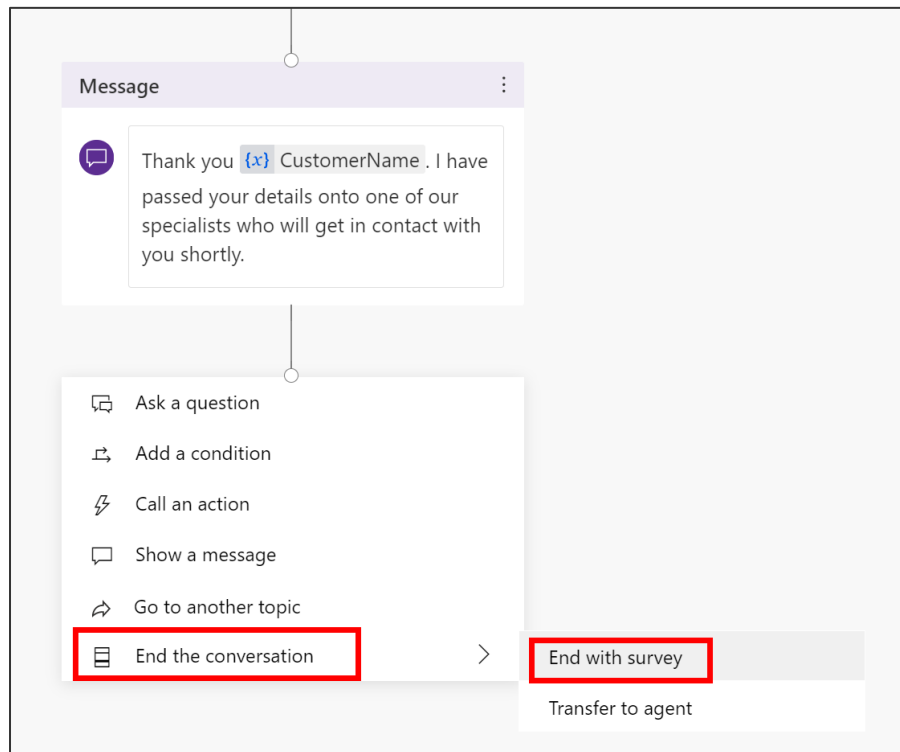 Message
Thank you {x} CustomerName . I have
passed your details onto one of our
specialists who will get in contact with
you shortly.
Ask a question
Add a condition
Call an action
Show a message
Go to another topic
End the conversation
End with survey
Transfer to agent